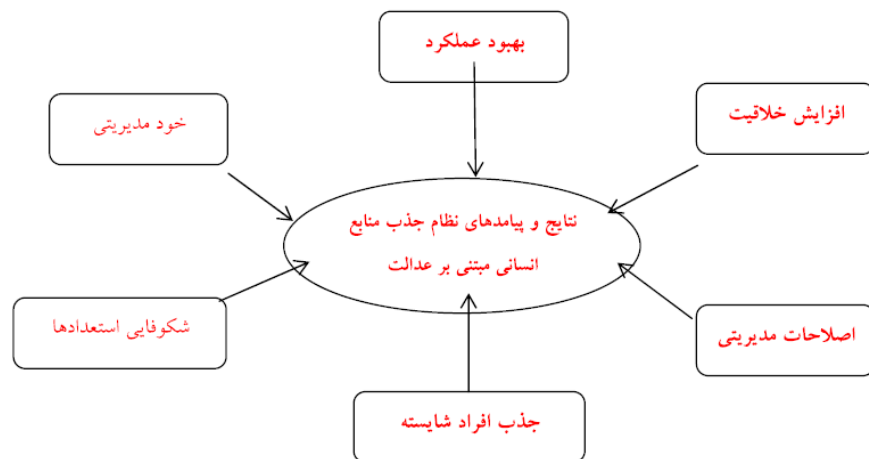 بهبود عملکرد
افزایش خلاقیت
خود مدیریتی
نتایج و پیامدهای نظام جذب منابع
انسانی مبتنی بر عدالت
اصلاحات مدیریتی
شکوفایی استعدادها
جذب افراد شایسته